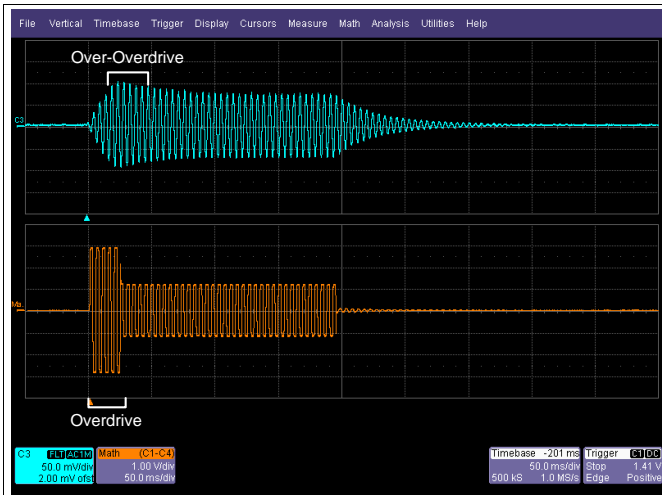 File Vertical Timebase Trigger Display Cursors Measure Math Analysis Utilities Help
Over-Overdrive
C3
Ma..
Overdrive
C3 FLT AC1M
50.0 mV/div
2.00 mV ofst
Math (C1-C4)
1.00 V/div
50.0 ms/div
Timebase -201 ms
50.0 ms/div
500 kS 1.0 MS/s
Trigger C1 DC
Stop 1.41 V
Edge Positive